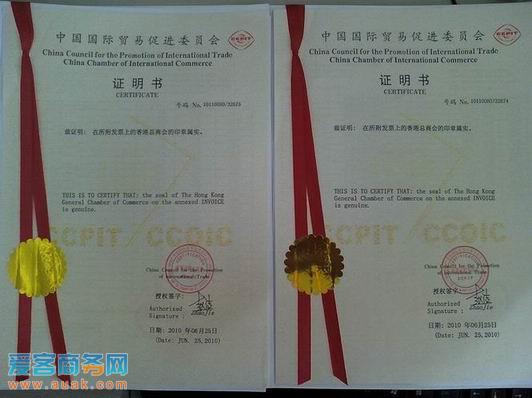 中国国际贸易促进委员会
CCPIT
China Council for the Promotion of International Trade
China Chamber of International Commerce
证明书
CERTIFICATE
号码 No.
兹证明: 在所附发票上的香港总商会的印章属实。
THIS IS TO CERTIFY THAT: the seal of The Hong Kong
General Chamber of Commerce on the annexed INVOICE
is genuine.
CCPIT CCOIC
China Council for the Promotion
of International Trade
授权签字:
Authorized
Signature :
日期: 2010 年06月25日
(Date: JUN. 25, 2010)
中国国际贸易促进委员会
CCPIT
China Council for the Promotion of International Trade
China Chamber of International Commerce
证明书
CERTIFICATE
号码 No.
兹证明: 在所附发票上的香港总商会的印章属实。
THIS IS TO CERTIFY THAT: the seal of The Hong Kong
General Chamber of Commerce on the annexed INVOICE
is genuine.
CCPIT CCOIC
China Council for the Promotion
of International Trade
授权签字:
Authorized
Signature :
日期: 2010 年06月25日
(Date: JUN. 25, 2010)
爱客商务网
www.auak.com